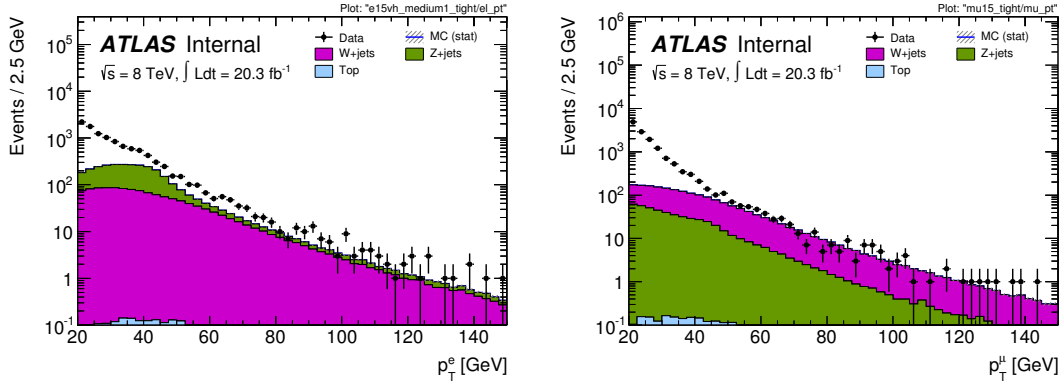 Plot: "e15vh_medium1_tight/el_pt"
Events / 2.5 GeV
10⁵
10⁴
10³
10²
10
1
10⁻¹
ATLAS Internal
√s = 8 TeV, ∫ Ldt = 20.3 fb⁻¹
Data
MC (stat)
W+jets
Z+jets
Top
20 40 60 80 100 120 140
pᵉT [GeV]
Plot: "mu15_tight/mu_pt"
Events / 2.5 GeV
10⁶
10⁵
10⁴
10³
10²
10
1
10⁻¹
ATLAS Internal
√s = 8 TeV, ∫ Ldt = 20.3 fb⁻¹
Data
MC (stat)
W+jets
Z+jets
Top
20 40 60 80 100 120 140
p^μ_T [GeV]